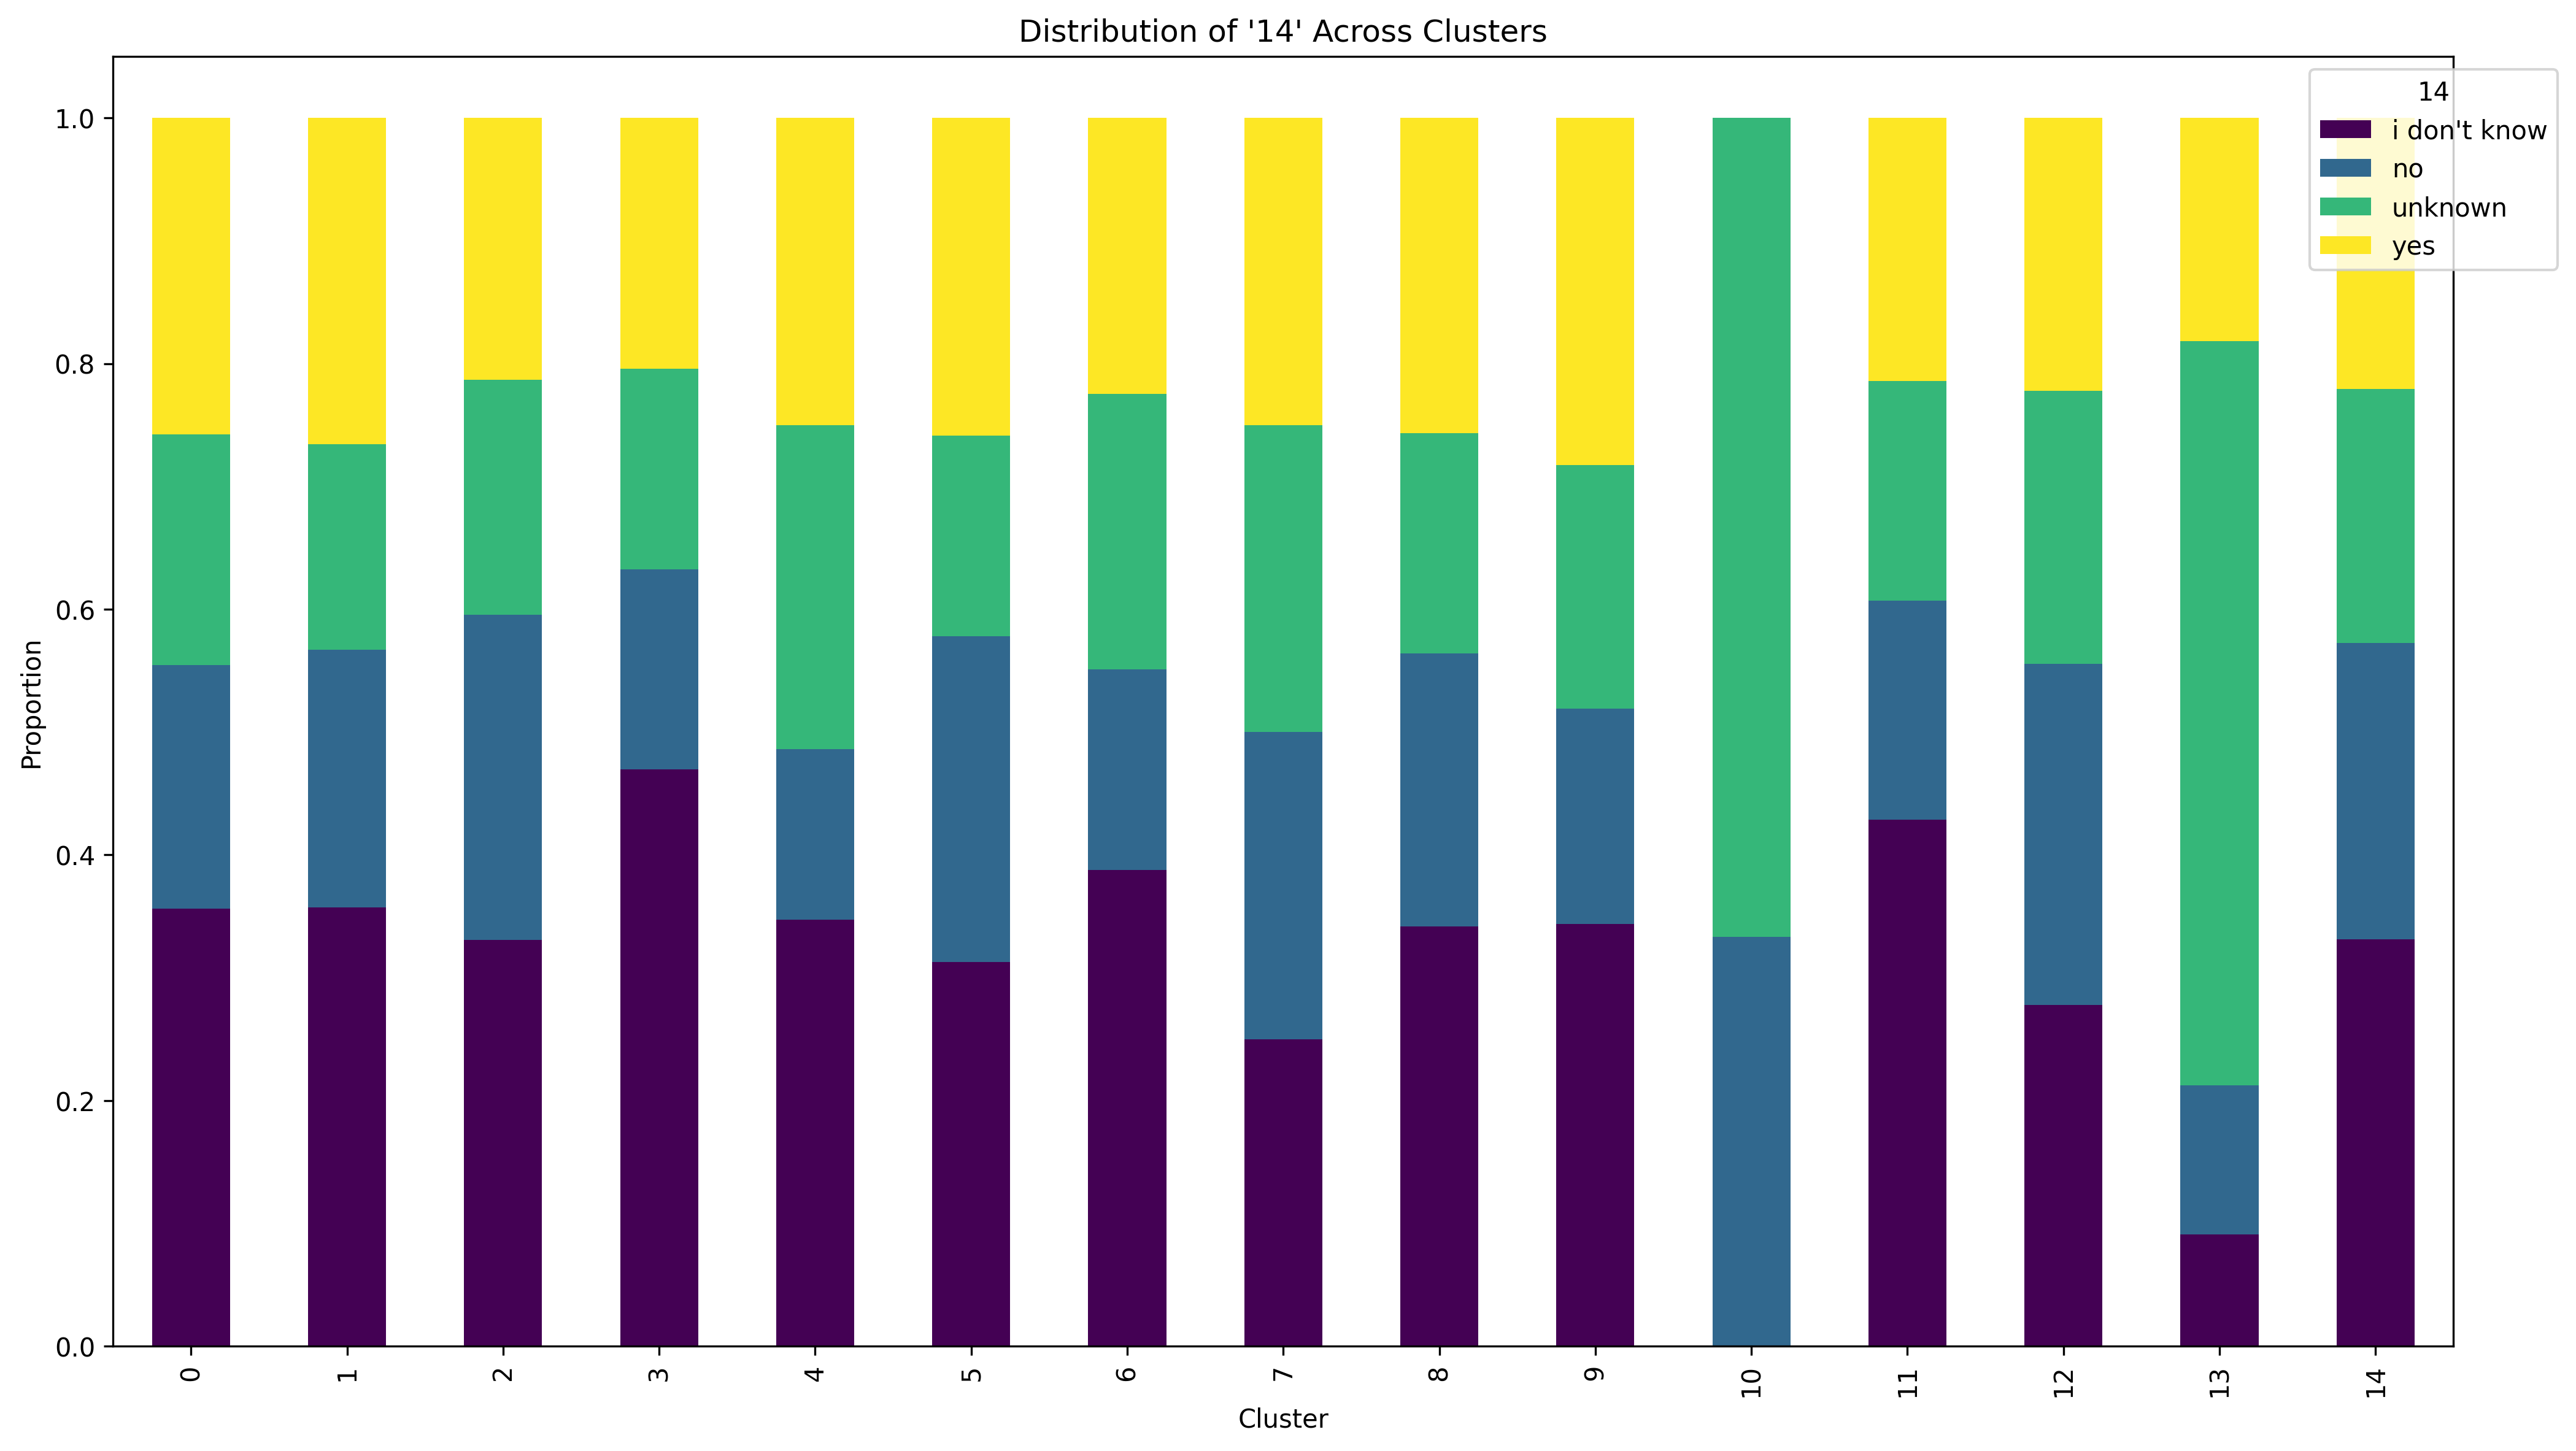 Distribution of '14' Across Clusters
14
i don't know
no
unknown
yes
1.0
0.8
0.6
0.4
0.2
0.0
Proportion
0 1 2 3 4 5 6 7 8 9 10 11 12 13 14
Cluster